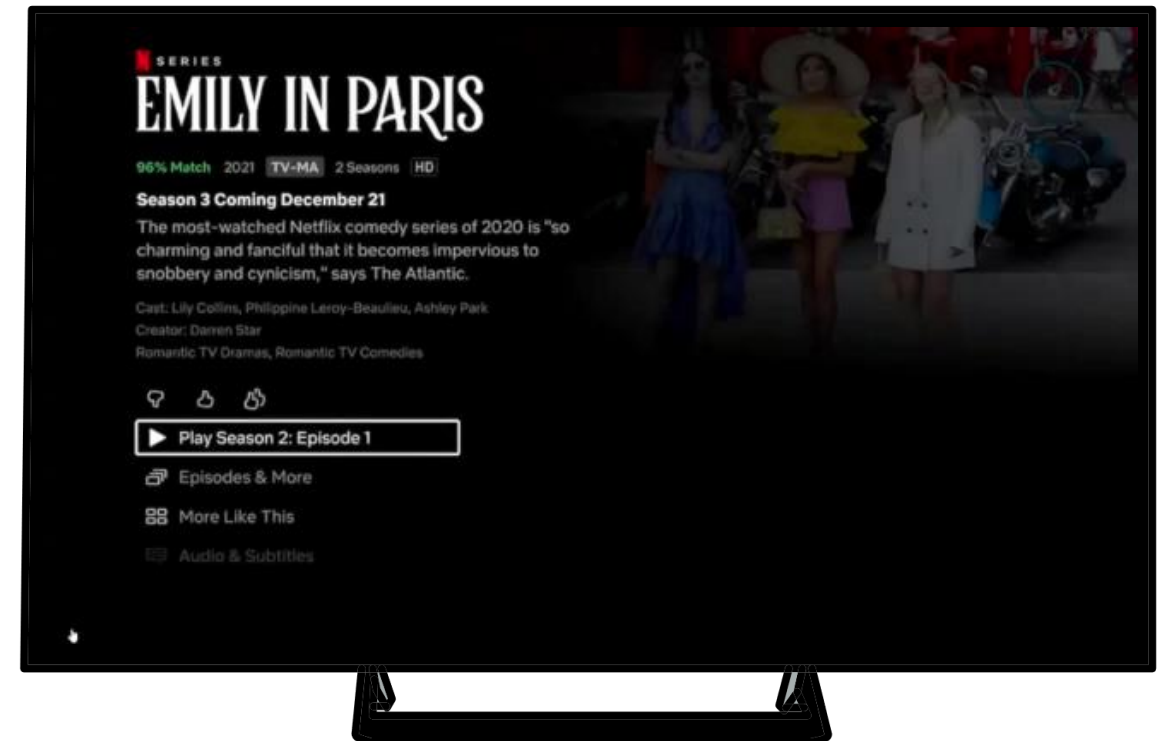 SERIES
EMILY IN PARIS
96% Match 2021 TV-MA 2 Seasons HD
Season 3 Coming December 21
The most-watched Netflix comedy series of 2020 is "so
charming and fanciful that it becomes impervious to
snobbery and cynicism," says The Atlantic.
Cast: Lily Collins, Philippine Leroy-Beaulieu, Ashley Park
Creator: Darren Star
Romantic TV Dramas, Romantic TV Comedies
Play Season 2: Episode 1
Episodes & More
More Like This
Audio & Subtitles